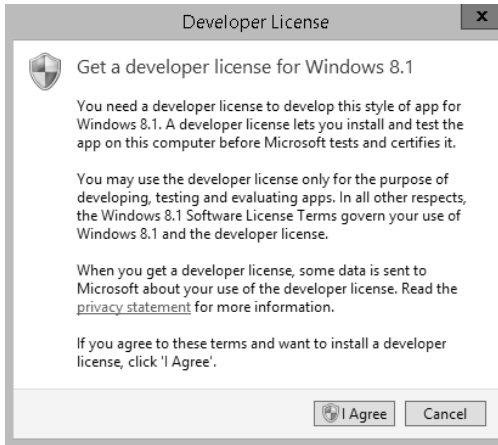 Developer License
x
Get a developer license for Windows 8.1
You need a developer license to develop this style of app for
Windows 8.1. A developer license lets you install and test the
app on this computer before Microsoft tests and certifies it.
You may use the developer license only for the purpose of
developing, testing and evaluating apps. In all other respects,
the Windows 8.1 Software License Terms govern your use of
Windows 8.1 and the developer license.
When you get a developer license, some data is sent to
Microsoft about your use of the developer license. Read the
privacy statement for more information.
If you agree to these terms and want to install a developer
license, click 'I Agree'.
I Agree Cancel